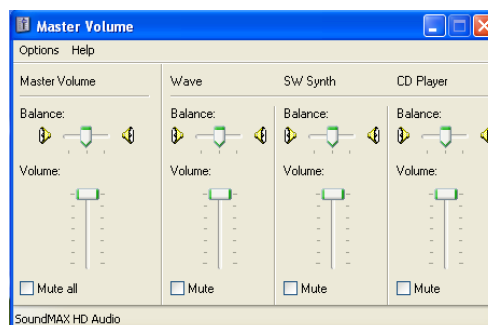 Master Volume
Options Help
Master Volume Wave SW Synth CD Player
Balance: Balance: Balance: Balance:
Volume: Volume: Volume: Volume:
Mute all Mute Mute Mute
SoundMAX HD Audio